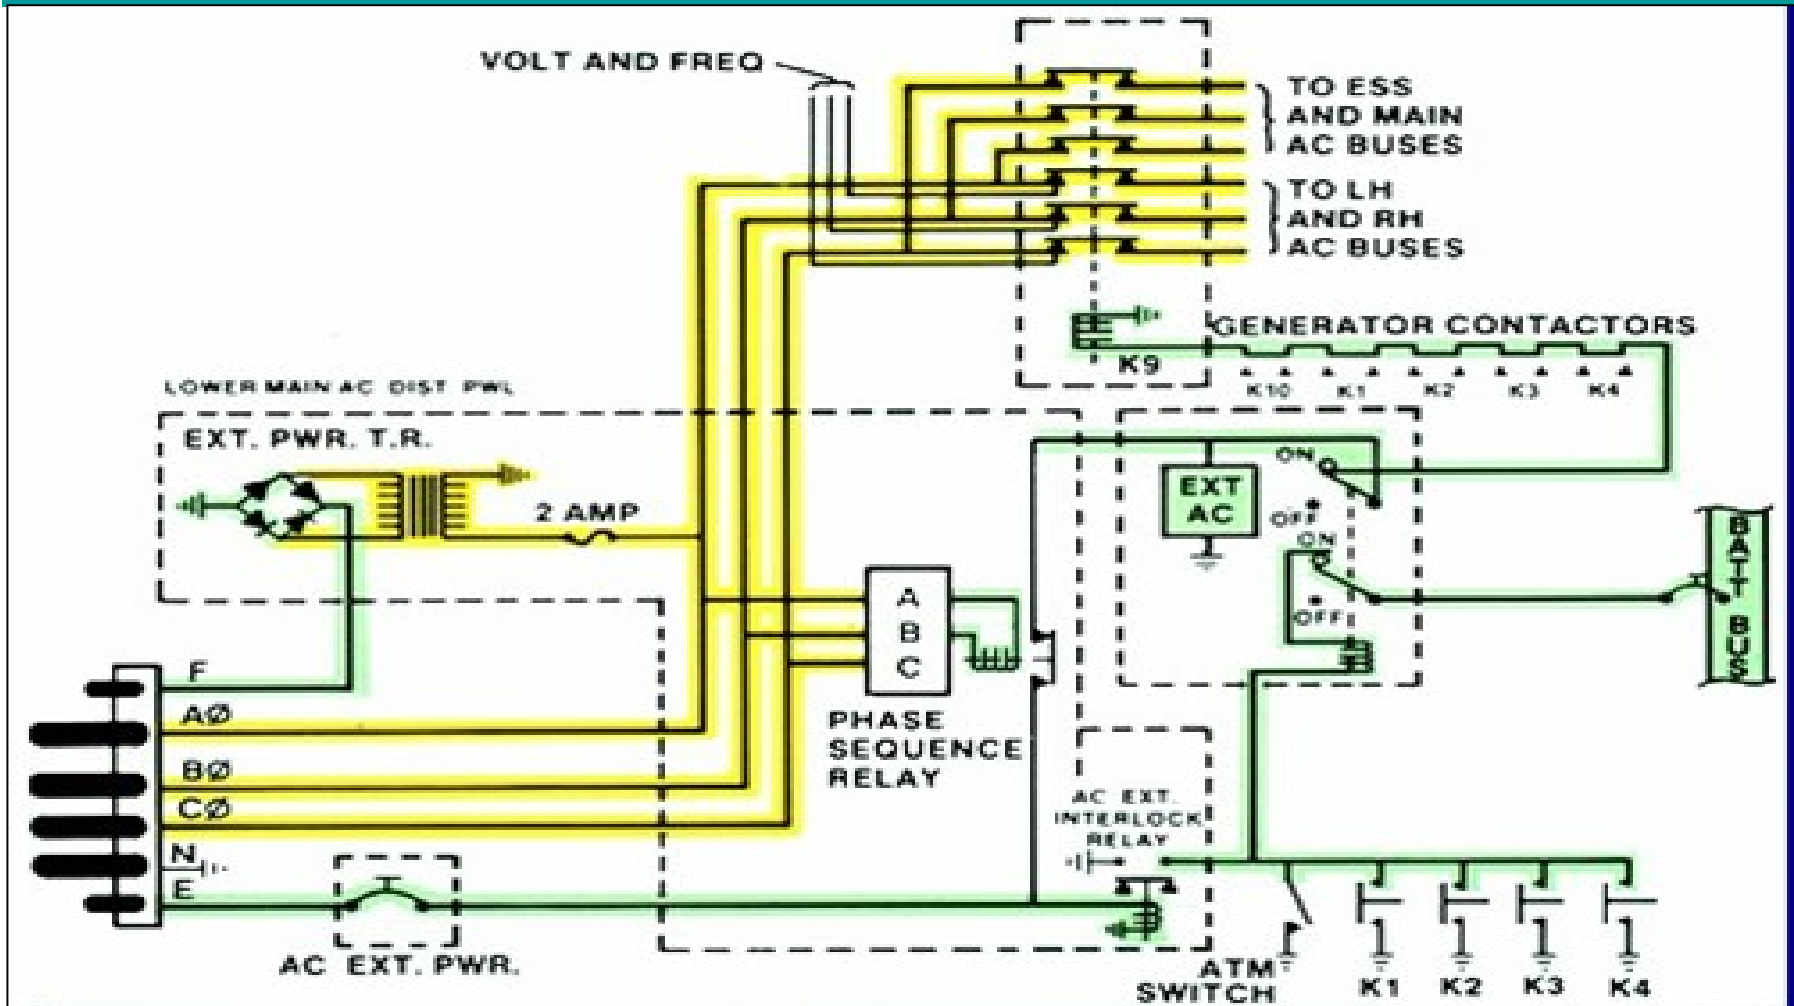 VOLT AND FREQ
TO ESS
AND MAIN
AC BUSES
TO LH
AND RH
AC BUSES
GENERATOR CONTACTORS
K9
K10 K1 K2 K3 K4
LOWER MAIN AC DIST PWL
EXT. PWR. T.R.
2 AMP
ON
EXT
AC
OFF
ON
OFF
BATT BUS
A
B
C
PHASE
SEQUENCE
RELAY
F
AØ
BØ
CØ
N
E
AC EXT.
INTERLOCK
RELAY
AC EXT. PWR.
ATM
SWITCH
K1 K2 K3 K4